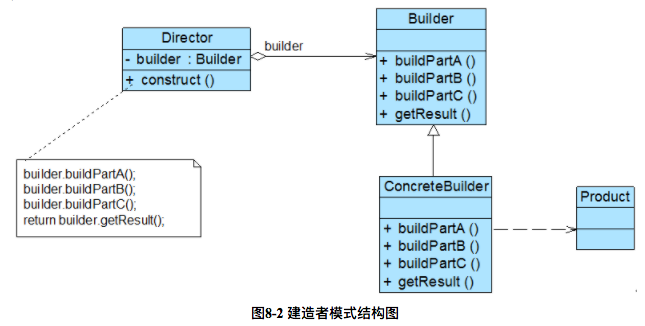 Director
- builder : Builder
+ construct ()
builder
Builder
+ buildPartA ()
+ buildPartB ()
+ buildPartC ()
+ getResult ()
builder.buildPartA();
builder.buildPartB();
builder.buildPartC();
return builder.getResult();
ConcreteBuilder
+ buildPartA ()
+ buildPartB ()
+ buildPartC ()
+ getResult ()
Product
图8-2 建造者模式结构图